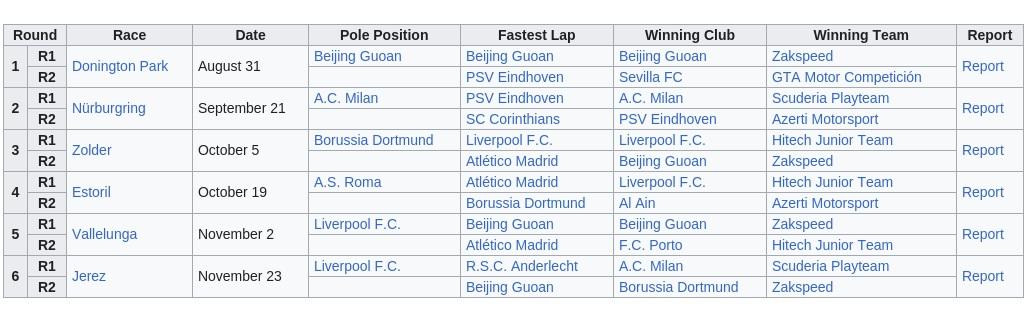 Round Race Date Pole Position Fastest Lap Winning Club Winning Team Report
1 R1 Donington Park August 31 Beijing Guoan Beijing Guoan Beijing Guoan Zakspeed Report
R2 PSV Eindhoven Sevilla FC GTA Motor Competición
2 R1 Nürburgring September 21 A.C. Milan PSV Eindhoven A.C. Milan Scuderia Playteam Report
R2 SC Corinthians PSV Eindhoven Azerti Motorsport
3 R1 Zolder October 5 Borussia Dortmund Liverpool F.C. Liverpool F.C. Hitech Junior Team Report
R2 Atlético Madrid Beijing Guoan Zakspeed
4 R1 Estoril October 19 A.S. Roma Atlético Madrid Liverpool F.C. Hitech Junior Team Report
R2 Borussia Dortmund Al Ain Azerti Motorsport
5 R1 Vallelunga November 2 Liverpool F.C. Beijing Guoan Beijing Guoan Zakspeed Report
R2 Atlético Madrid F.C. Porto Hitech Junior Team
6 R1 Jerez November 23 Liverpool F.C. R.S.C. Anderlecht A.C. Milan Scuderia Playteam Report
R2 Beijing Guoan Borussia Dortmund Zakspeed